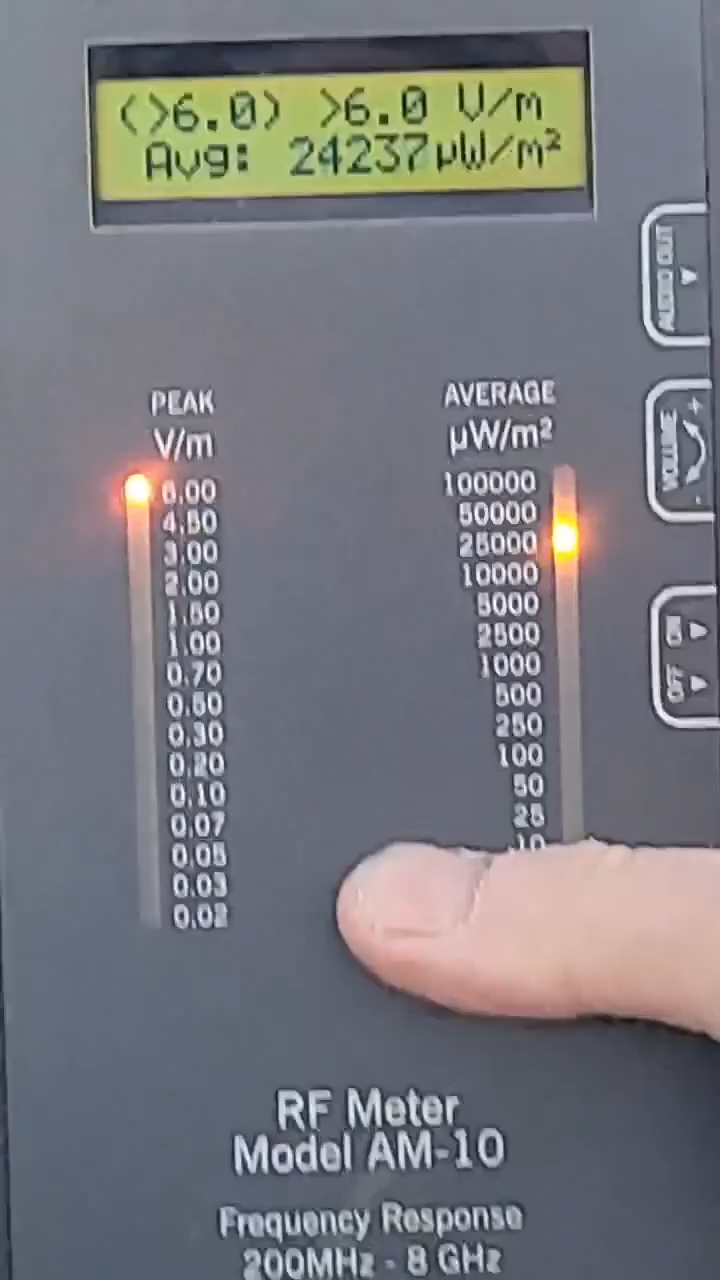 (>6.0) >6.0 V/m
Avg: 24237µW/m²
AUDIO OUT
VOLUME
+
-
ON
OFF
PEAK
V/m
6.00
4.50
3.00
2.00
1.50
1.00
0.70
0.50
0.30
0.20
0.10
0.07
0.05
0.03
0.02
AVERAGE
µW/m²
100000
50000
25000
10000
5000
2500
1000
500
250
100
50
25
10
RF Meter
Model AM-10
Frequency Response
200MHz - 8 GHz